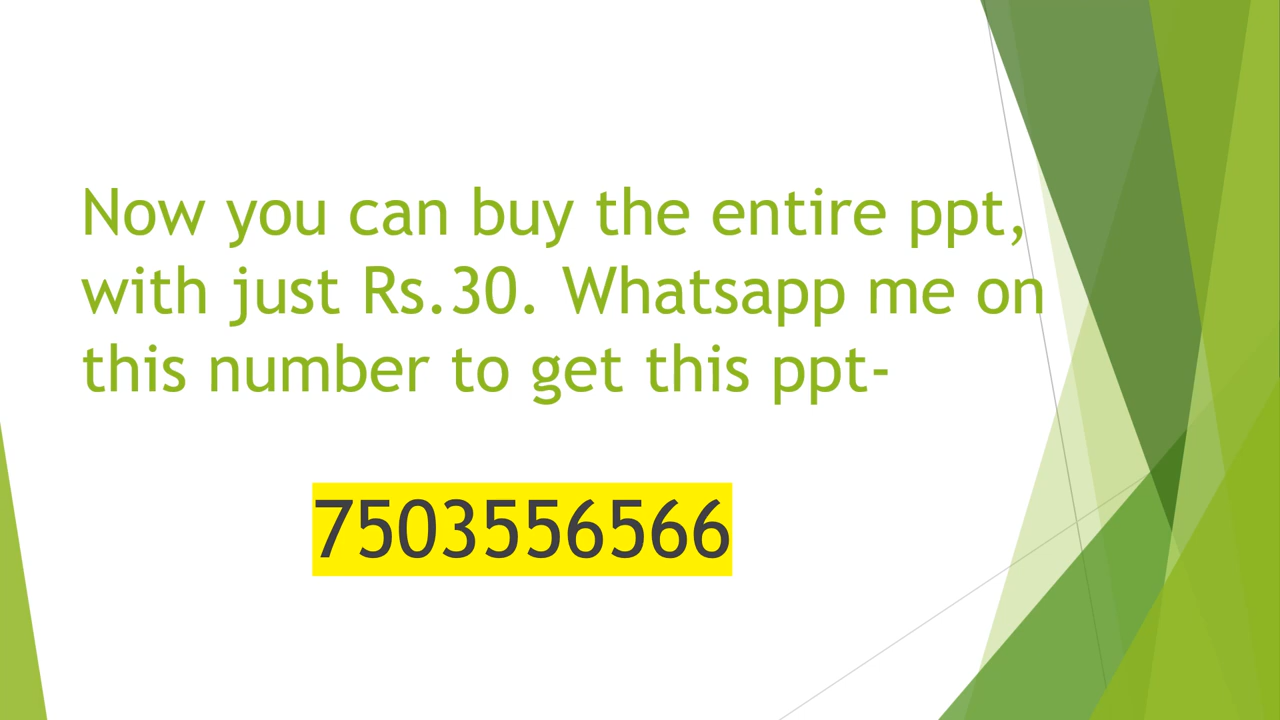 Now you can buy the entire ppt,
with just Rs.30. Whatsapp me on
this number to get this ppt-
7503556566